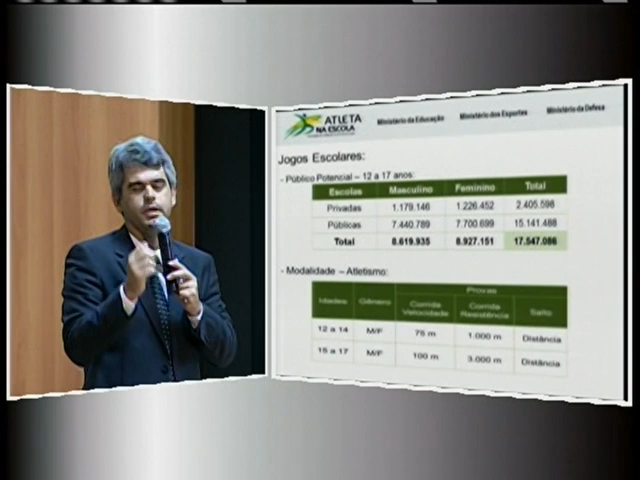 ATLETA
NA ESCOLA
Ministério da Educação Ministério dos Esportes Ministério da Defesa
Jogos Escolares:
- Público Potencial – 12 a 17 anos:
Escolas Masculino Feminino Total
Privadas 1.179.146 1.226.452 2.405.598
Públicas 7.440.789 7.700.699 15.141.488
Total 8.619.935 8.927.151 17.547.086
- Modalidade – Atletismo:
Provas
Idades Gênero Corrida Velocidade Corrida Resistência Salto
12 a 14 M/F 75 m 1.000 m Distância
15 a 17 M/F 100 m 3.000 m Distância